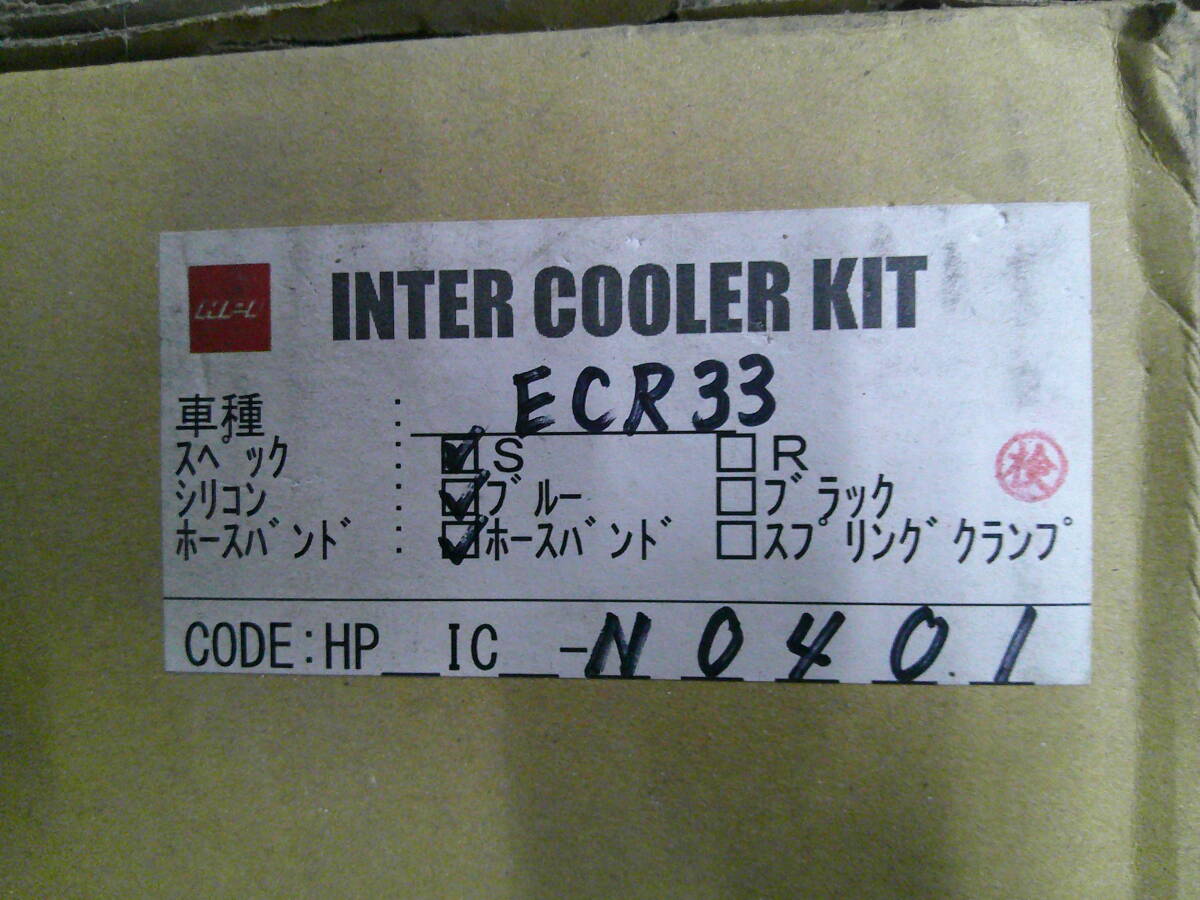 INTER COOLER KIT
車種 : ECR33
スペック : ☑S □R
シリコン : ☑ブルー □ブラック
ホースバンド : ☑ホースバンド □スプリングクランプ
検
CODE:HP_ IC_-N0401